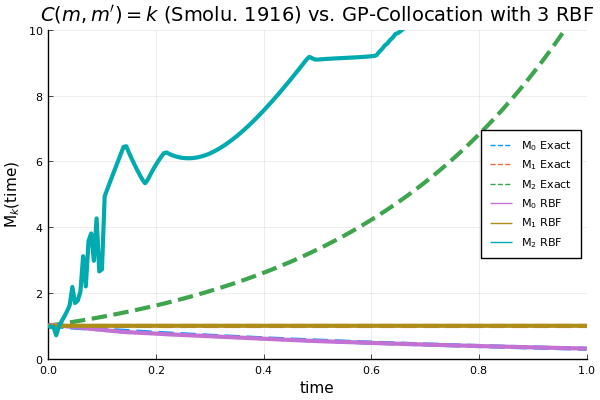 C(m, m′) = k (Smolu. 1916) vs. GP-Collocation with 3 RBF
10
8
6
4
2
0
Mₖ(time)
0.0 0.2 0.4 0.6 0.8 1.0
time
M₀ Exact
M₁ Exact
M₂ Exact
M₀ RBF
M₁ RBF
M₂ RBF